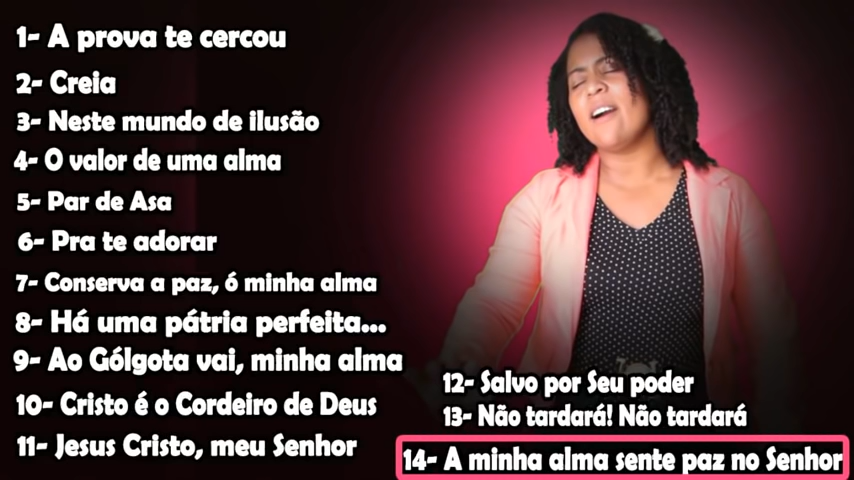 1- A prova te cercou
2- Creia
3- Neste mundo de ilusão
4- O valor de uma alma
5- Par de Asa
6- Pra te adorar
7- Conserva a paz, ó minha alma
8- Há uma pátria perfeita...
9- Ao Gólgota vai, minha alma
10- Cristo é o Cordeiro de Deus
11- Jesus Cristo, meu Senhor
12- Salvo por Seu poder
13- Não tardará! Não tardará
14- A minha alma sente paz no Senhor